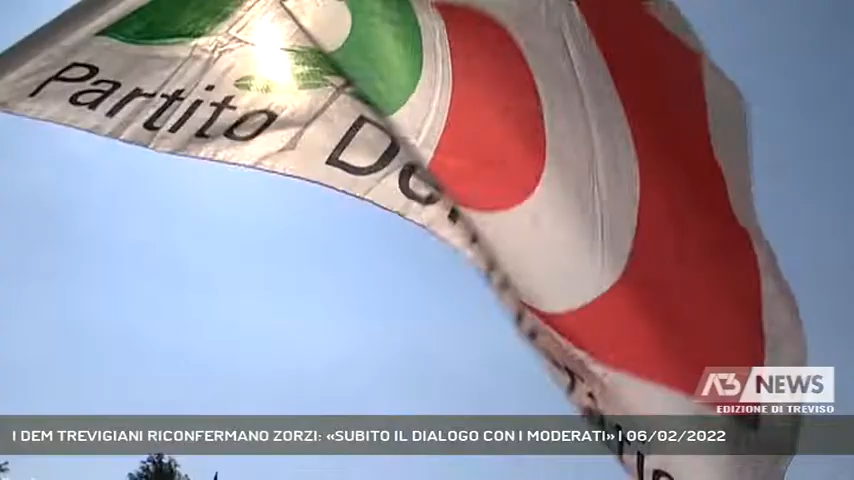 Partito
A3 NEWS
EDIZIONE DI TREVISO
I DEM TREVIGIANI RICONFERMANO ZORZI: «SUBITO IL DIALOGO CON I MODERATI» | 06/02/2022